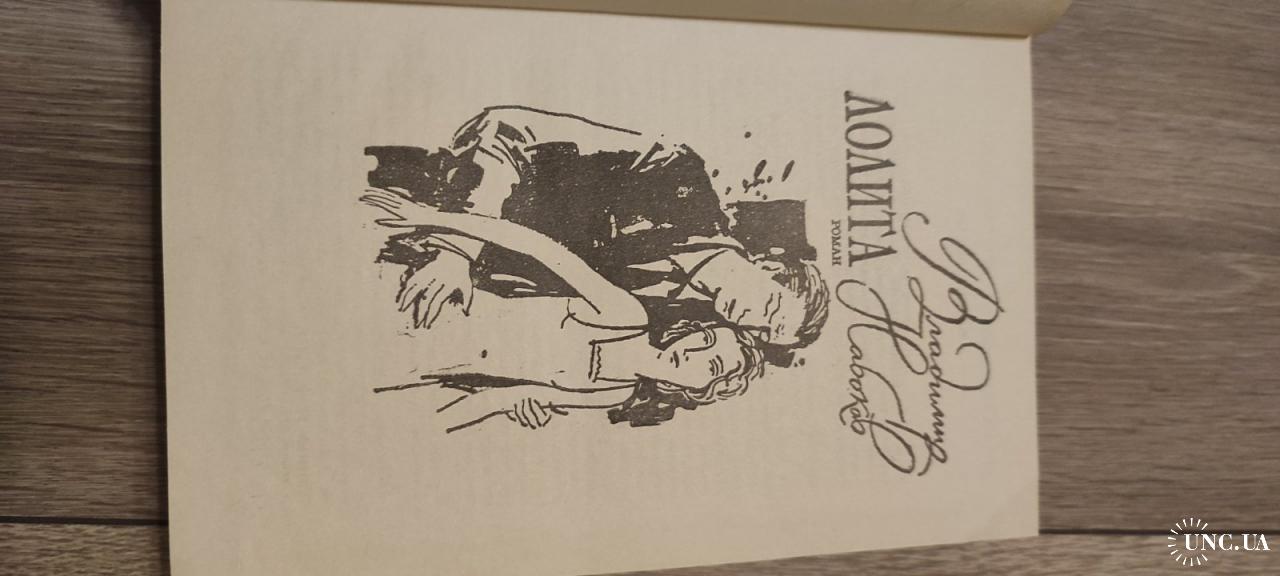 Владимир
Набоков
ЛОЛИТА
РОМАН
UNC.UA